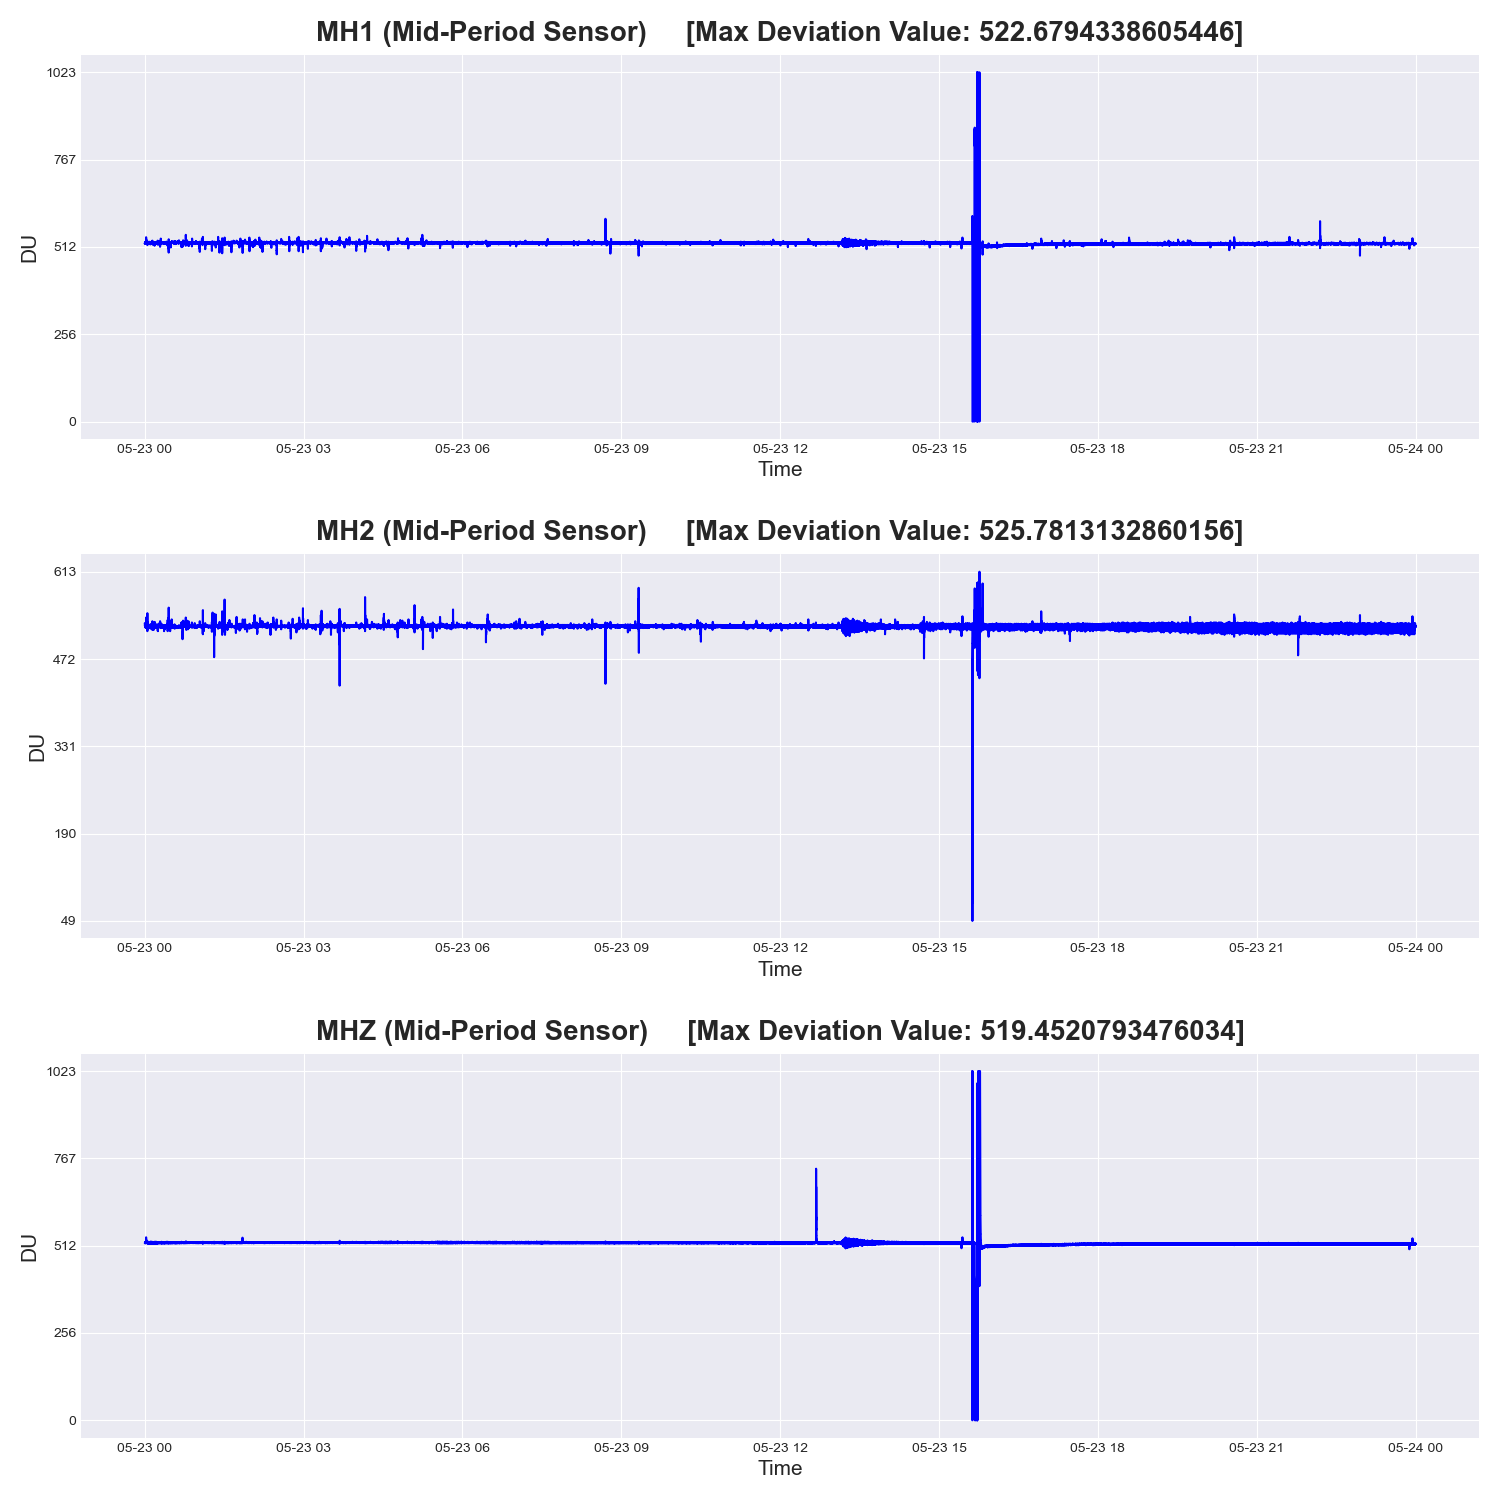 MH1 (Mid-Period Sensor) [Max Deviation Value: 522.6794338605446]
1023
767
512
256
0
DU
05-23 00 05-23 03 05-23 06 05-23 09 05-23 12 05-23 15 05-23 18 05-23 21 05-24 00
Time
MH2 (Mid-Period Sensor) [Max Deviation Value: 525.7813132860156]
613
472
331
190
49
DU
05-23 00 05-23 03 05-23 06 05-23 09 05-23 12 05-23 15 05-23 18 05-23 21 05-24 00
Time
MHZ (Mid-Period Sensor) [Max Deviation Value: 519.4520793476034]
1023
767
512
256
0
DU
05-23 00 05-23 03 05-23 06 05-23 09 05-23 12 05-23 15 05-23 18 05-23 21 05-24 00
Time